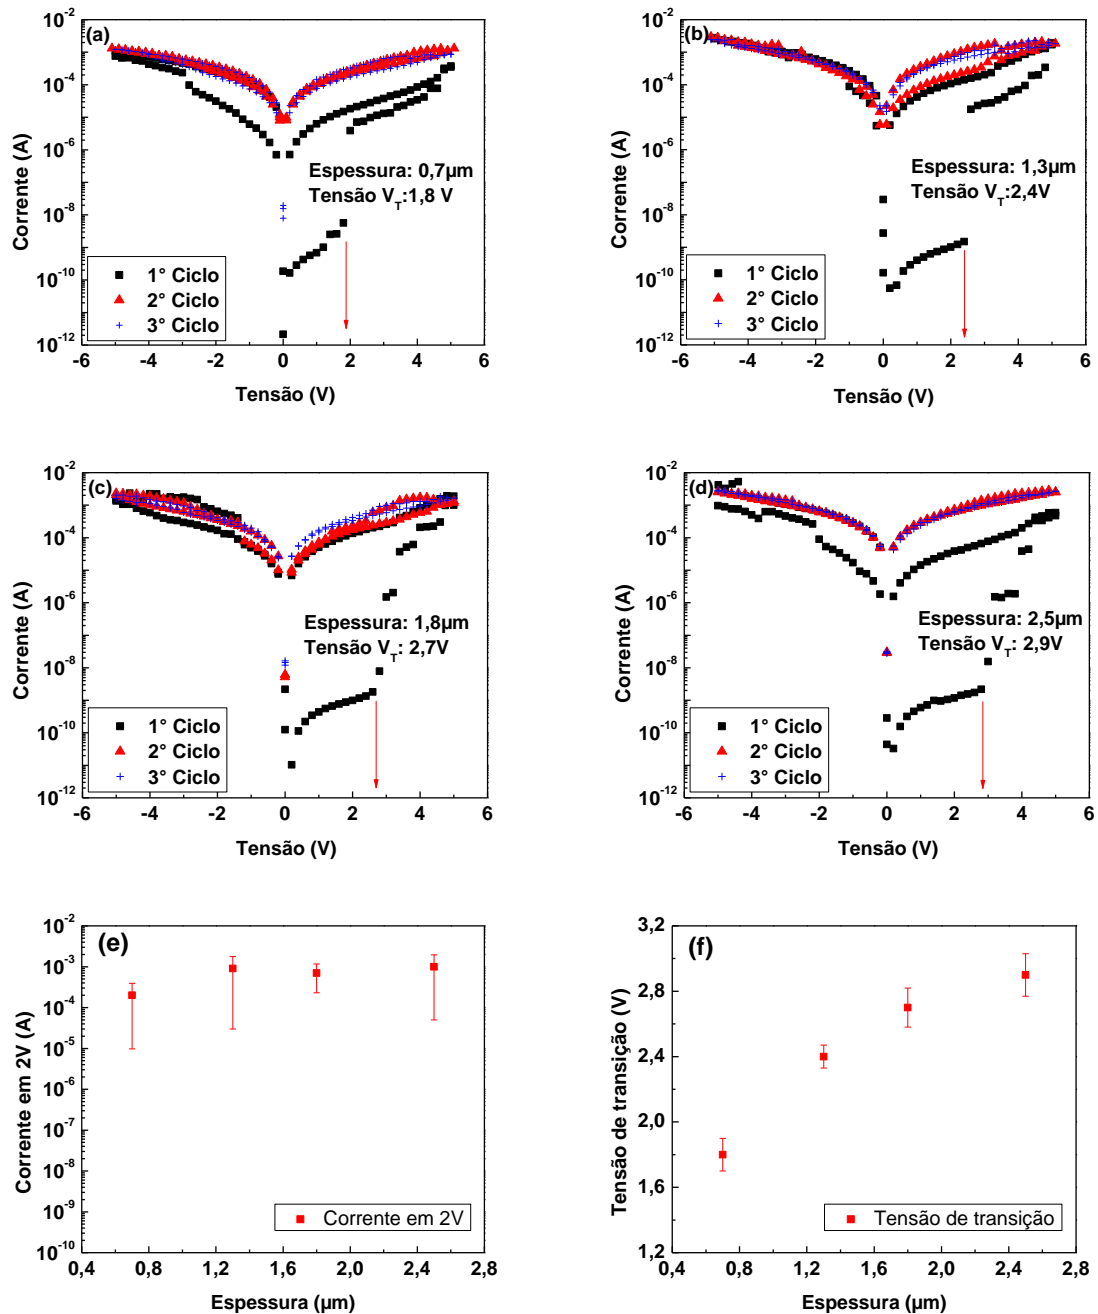 (a)
10-2
10-4
10-6
10-8
10-10
10-12
Corrente (A)
Espessura: 0,7µm
Tensão VT:1,8 V
1° Ciclo
2° Ciclo
3° Ciclo
-6 -4 -2 0 2 4 6
Tensão (V)
(b)
10-2
10-4
10-6
10-8
10-10
10-12
Corrente (A)
Espessura: 1,3µm
Tensão VT:2,4V
1° Ciclo
2° Ciclo
3° Ciclo
-6 -4 -2 0 2 4 6
Tensão (V)
(c)
10-2
10-4
10-6
10-8
10-10
10-12
Corrente (A)
Espessura: 1,8µm
Tensão VT: 2,7V
1° Ciclo
2° Ciclo
3° Ciclo
-6 -4 -2 0 2 4 6
Tensão (V)
(d)
10-2
10-4
10-6
10-8
10-10
10-12
Corrente (A)
Espessura: 2,5µm
Tensão VT: 2,9V
1° Ciclo
2° Ciclo
3° Ciclo
-6 -4 -2 0 2 4 6
Tensão (V)
(e)
10-2
10-3
10-4
10-5
10-6
10-7
10-8
10-9
10-10
Corrente em 2V (A)
Corrente em 2V
0,4 0,8 1,2 1,6 2,0 2,4 2,8
Espessura (µm)
(f)
3,2
2,8
2,4
2,0
1,6
1,2
Tensão de transição (V)
Tensão de transição
0,4 0,8 1,2 1,6 2,0 2,4 2,8
Espessura (µm)